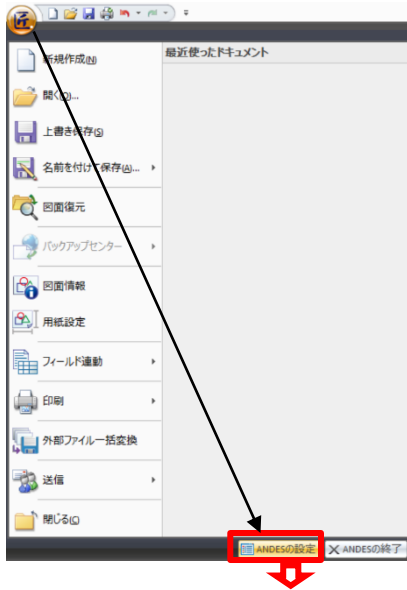 匠
最近使ったドキュメント
新規作成(N)
開く(O)...
上書き保存(S)
名前を付けて保存(A)...
図面復元
バックアップセンター
図面情報
用紙設定
フィールド連動
印刷
外部ファイル一括変換
送信
閉じる(C)
ANDESの設定
ANDESの終了